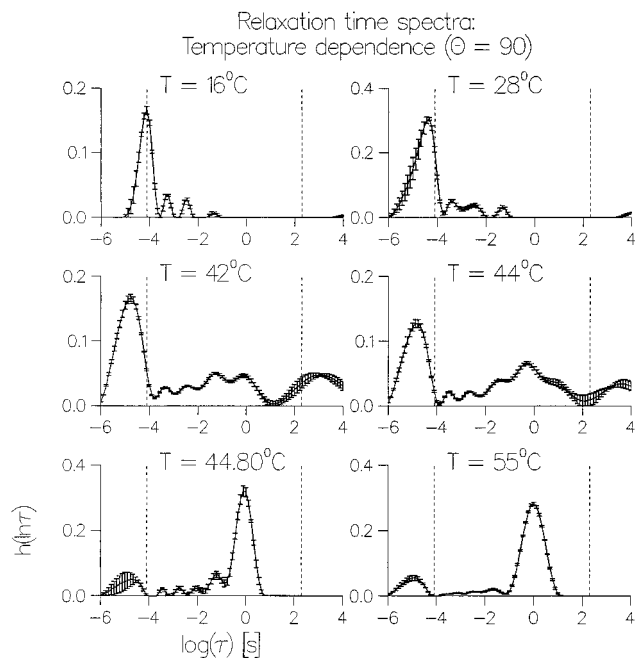 Relaxation time spectra:
Temperature dependence (Θ = 90)
T = 16°C
T = 28°C
0.2
0.1
0.0
0.4
0.2
0.0
−6 −4 −2 0 2 4
−6 −4 −2 0 2 4
T = 42°C
T = 44°C
0.2
0.1
0.0
0.2
0.1
0.0
−6 −4 −2 0 2 4
−6 −4 −2 0 2 4
T = 44.80°C
T = 55°C
0.4
0.2
0.0
0.4
0.2
0.0
−6 −4 −2 0 2 4
−6 −4 −2 0 2 4
h(lnτ)
log(τ) [s]